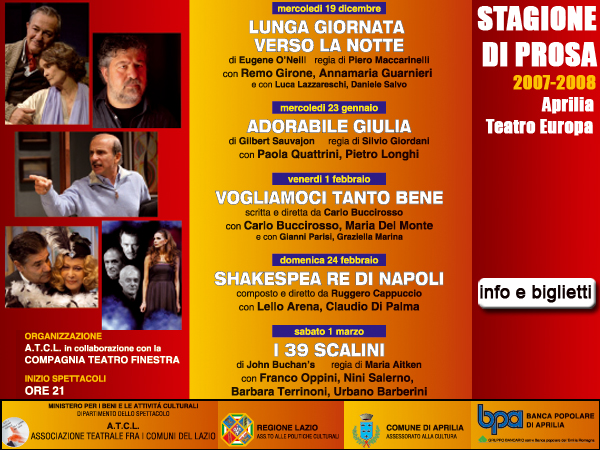 mercoledì 19 dicembre
LUNGA GIORNATA
VERSO LA NOTTE
di Eugene O'Neill regia di Piero Maccarinelli
con Remo Girone, Annamaria Guarnieri
e con Luca Lazzareschi, Daniele Salvo
mercoledì 23 gennaio
ADORABILE GIULIA
di Gilbert Sauvajon regia di Silvio Giordani
con Paola Quattrini, Pietro Longhi
venerdì 1 febbraio
VOGLIAMOCI TANTO BENE
scritta e diretta da Carlo Buccirosso
con Carlo Buccirosso, Maria Del Monte
e con Gianni Parisi, Graziella Marina
domenica 24 febbraio
SHAKESPEA RE DI NAPOLI
composto e diretto da Ruggero Cappuccio
con Lello Arena, Claudio Di Palma
sabato 1 marzo
I 39 SCALINI
di John Buchan's regia di Maria Aitken
con Franco Oppini, Nini Salerno,
Barbara Terrinoni, Urbano Barberini
STAGIONE
DI PROSA
2007-2008
Aprilia
Teatro Europa
info e biglietti
ORGANIZZAZIONE
A.T.C.L. in collaborazione con la
COMPAGNIA TEATRO FINESTRA
INIZIO SPETTACOLI
ORE 21
MINISTERO PER I BENI E LE ATTIVITÀ CULTURALI
DIPARTIMENTO DELLO SPETTACOLO
A.T.C.L.
ASSOCIAZIONE TEATRALE FRA I COMUNI DEL LAZIO
REGIONE LAZIO
ASS.TO ALLE POLITICHE CULTURALI
COMUNE DI APRILIA
ASSESSORATO ALLA CULTURA
bpa BANCA POPOLARE
DI APRILIA